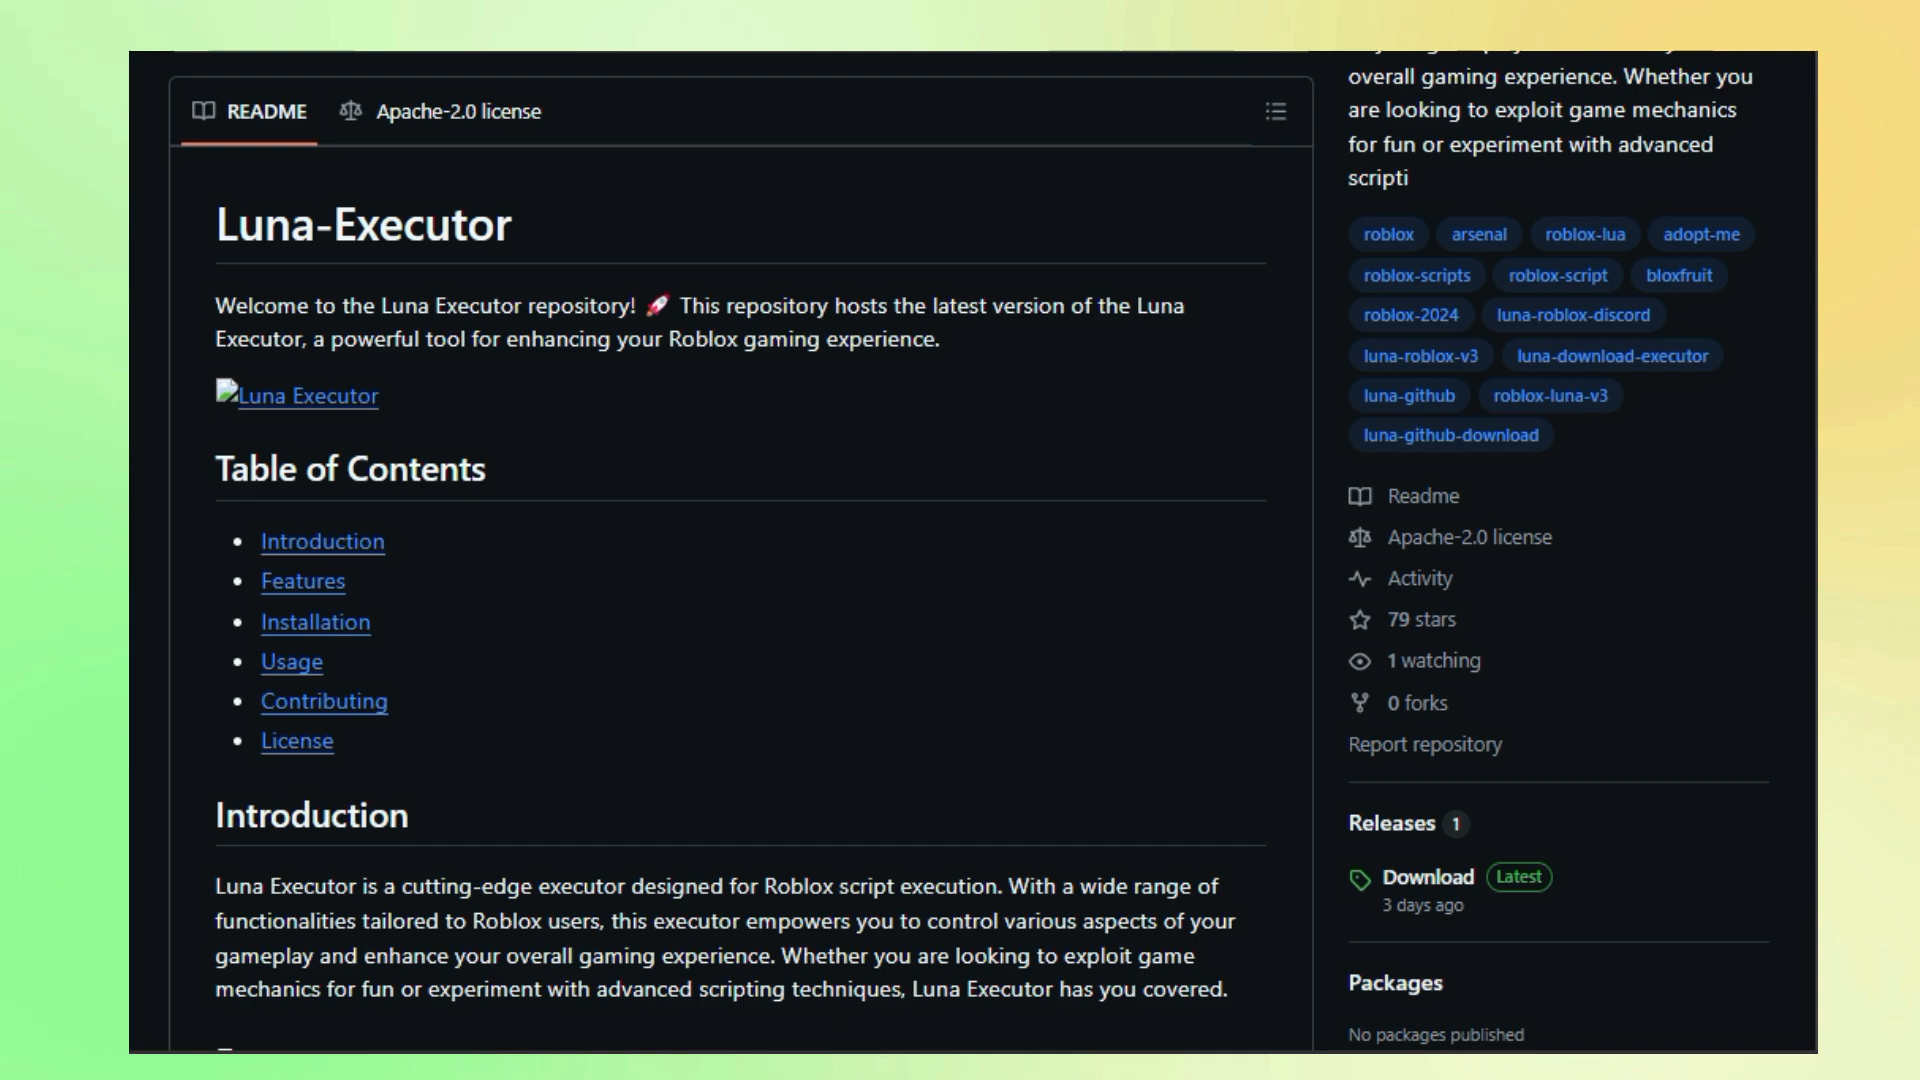 README
Apache-2.0 license
Luna-Executor
Welcome to the Luna Executor repository! 🚀 This repository hosts the latest version of the Luna
Executor, a powerful tool for enhancing your Roblox gaming experience.
Luna Executor
Table of Contents
Introduction
Features
Installation
Usage
Contributing
License
Introduction
Luna Executor is a cutting-edge executor designed for Roblox script execution. With a wide range of
functionalities tailored to Roblox users, this executor empowers you to control various aspects of your
gameplay and enhance your overall gaming experience. Whether you are looking to exploit game
mechanics for fun or experiment with advanced scripting techniques, Luna Executor has you covered.
overall gaming experience. Whether you
are looking to exploit game mechanics
for fun or experiment with advanced
scripti
roblox arsenal roblox-lua adopt-me
roblox-scripts roblox-script bloxfruit
roblox-2024 luna-roblox-discord
luna-roblox-v3 luna-download-executor
luna-github roblox-luna-v3
luna-github-download
Readme
Apache-2.0 license
Activity
79 stars
1 watching
0 forks
Report repository
Releases 1
Download Latest
3 days ago
Packages
No packages published